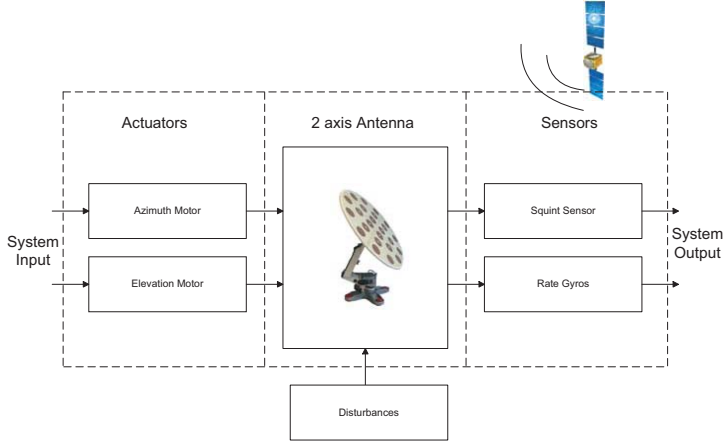 Actuators
2 axis Antenna
Sensors
Azimuth Motor
Squint Sensor
System
Input
System
Output
Elevation Motor
Rate Gyros
Disturbances